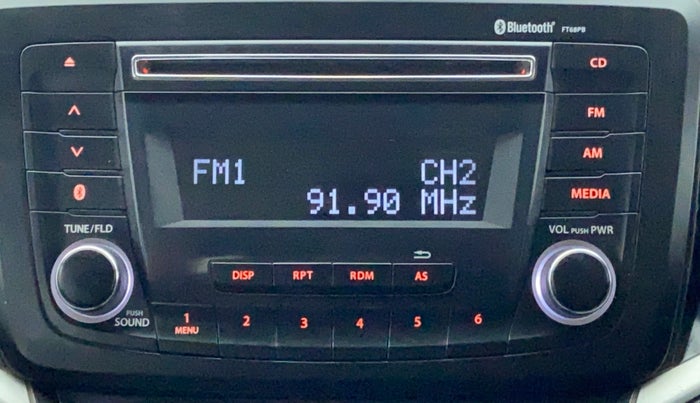 Bluetooth® FT68PB
CD
FM
AM
MEDIA
FM1 CH2
91.90 MHz
TUNE/FLD
VOL PUSH PWR
DISP RPT RDM AS
PUSH
SOUND
1 2 3 4 5 6
MENU